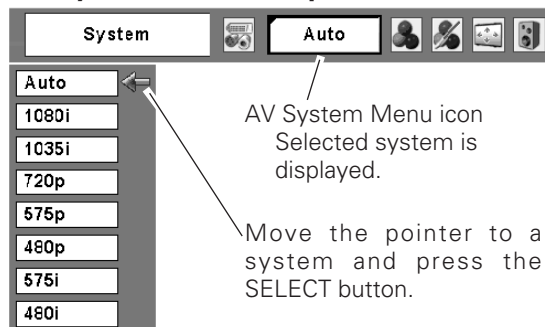 System
Auto
Auto
1080i
1035i
720p
575p
480p
575i
480i
AV System Menu icon
Selected system is
displayed.
Move the pointer to a
system and press the
SELECT button.